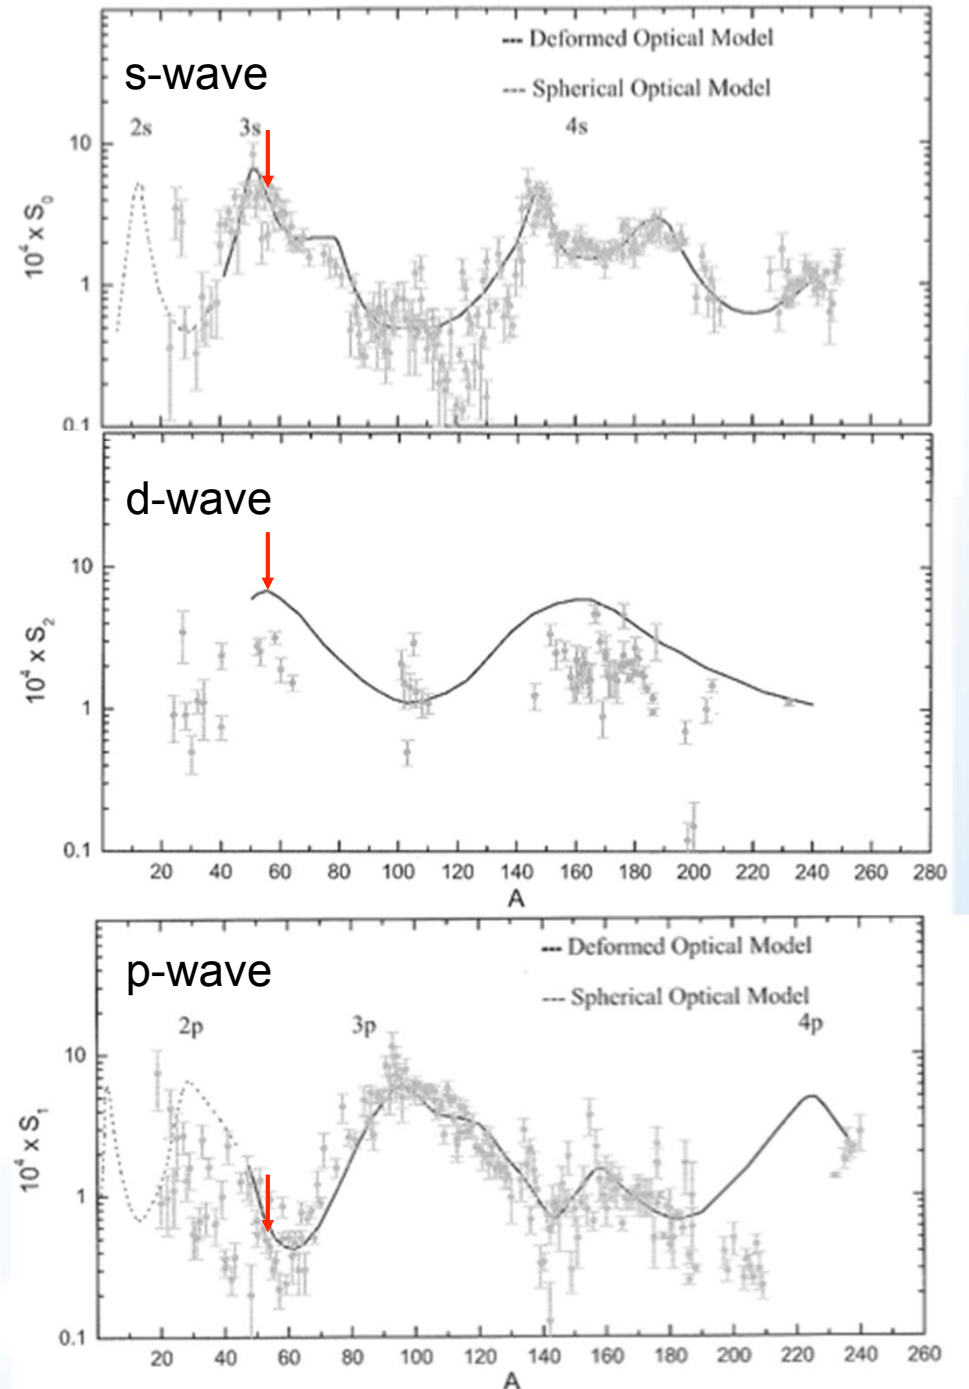 --- Deformed Optical Model
s-wave
--- Spherical Optical Model
2s 3s 4s
10
1
0.1
10⁴ x S₀
d-wave
10
1
0.1
10⁴ x S₂
20 40 60 80 100 120 140 160 180 200 220 240 260 280
A
--- Deformed Optical Model
p-wave
--- Spherical Optical Model
2p 3p 4p
10
1
0.1
10⁴ x S₁
20 40 60 80 100 120 140 160 180 200 220 240 260
A